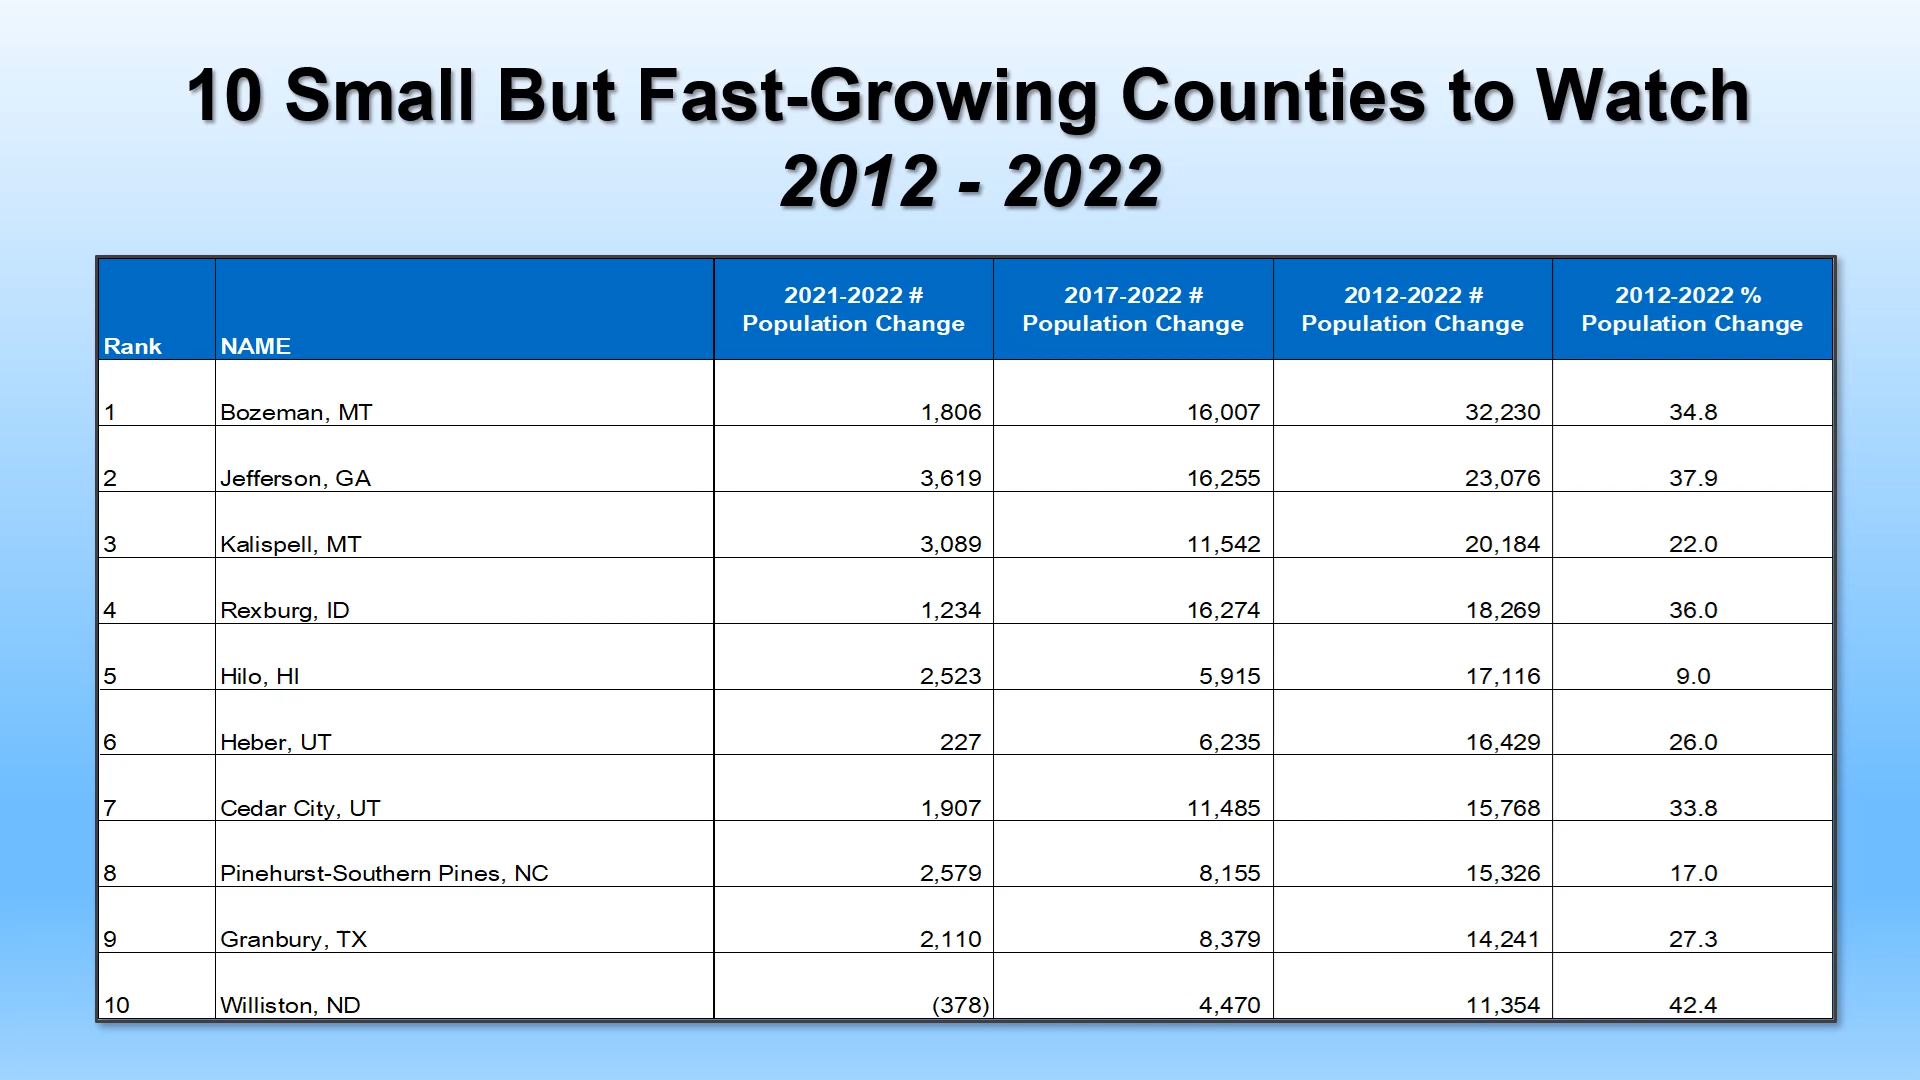 10 Small But Fast-Growing Counties to Watch
2012 - 2022
Rank NAME 2021-2022 # Population Change 2017-2022 # Population Change 2012-2022 # Population Change 2012-2022 % Population Change
1 Bozeman, MT 1,806 16,007 32,230 34.8
2 Jefferson, GA 3,619 16,255 23,076 37.9
3 Kalispell, MT 3,089 11,542 20,184 22.0
4 Rexburg, ID 1,234 16,274 18,269 36.0
5 Hilo, HI 2,523 5,915 17,116 9.0
6 Heber, UT 227 6,235 16,429 26.0
7 Cedar City, UT 1,907 11,485 15,768 33.8
8 Pinehurst-Southern Pines, NC 2,579 8,155 15,326 17.0
9 Granbury, TX 2,110 8,379 14,241 27.3
10 Williston, ND (378) 4,470 11,354 42.4